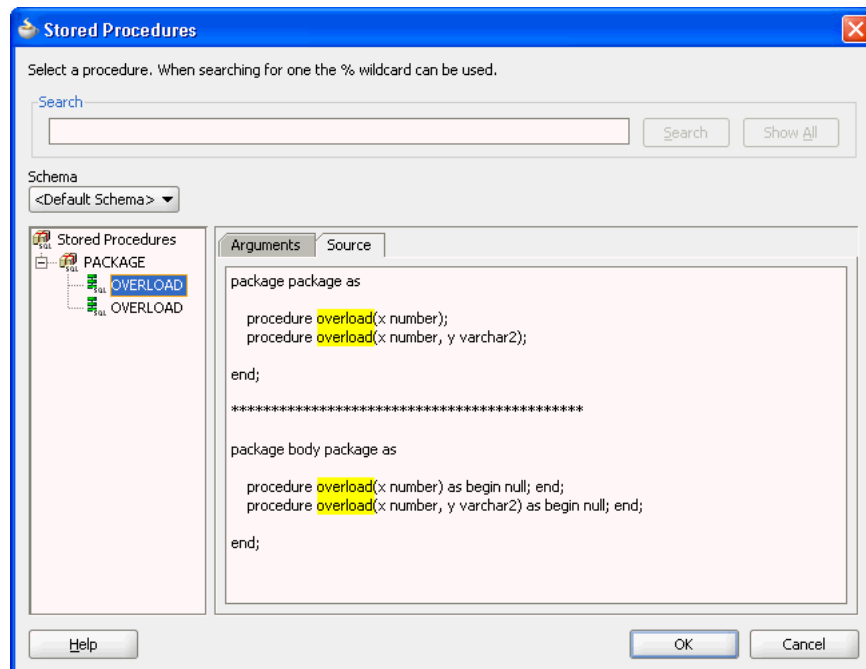 Stored Procedures
Select a procedure. When searching for one the % wildcard can be used.
Search
Search Show All
Schema
<Default Schema>
Stored Procedures
PACKAGE
OVERLOAD
OVERLOAD
Arguments Source
package package as
procedure overload(x number);
procedure overload(x number, y varchar2);
end;
********************************************
package body package as
procedure overload(x number) as begin null; end;
procedure overload(x number, y varchar2) as begin null; end;
end;
Help OK Cancel